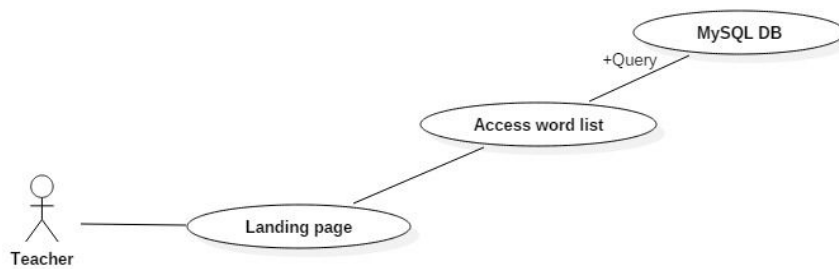 MySQL DB
+Query
Access word list
Landing page
Teacher